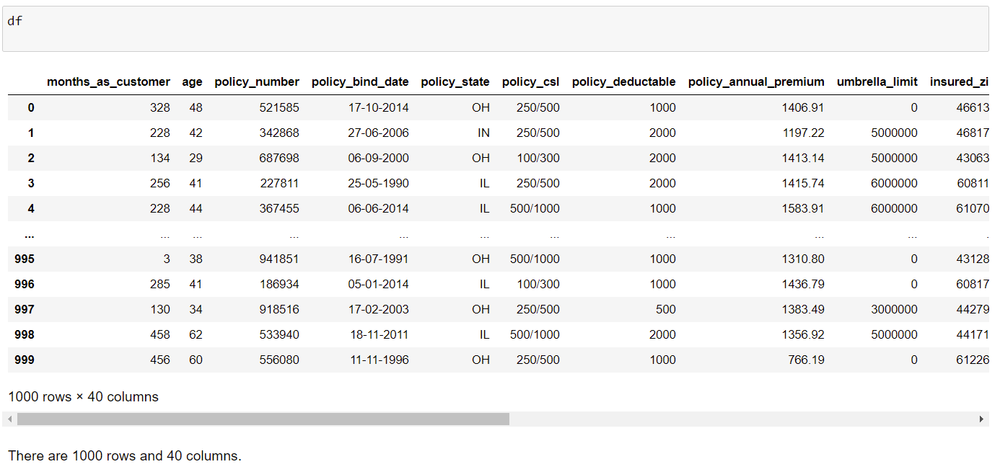 df
months_as_customer age policy_number policy_bind_date policy_state policy_csl policy_deductable policy_annual_premium umbrella_limit insured_zi
0 328 48 521585 17-10-2014 OH 250/500 1000 1406.91 0 46613
1 228 42 342868 27-06-2006 IN 250/500 2000 1197.22 5000000 46817
2 134 29 687698 06-09-2000 OH 100/300 2000 1413.14 5000000 43063
3 256 41 227811 25-05-1990 IL 250/500 2000 1415.74 6000000 60811
4 228 44 367455 06-06-2014 IL 500/1000 1000 1583.91 6000000 61070
... ... ... ... ... ... ... ... ... ... .
995 3 38 941851 16-07-1991 OH 500/1000 1000 1310.80 0 43128
996 285 41 186934 05-01-2014 IL 100/300 1000 1436.79 0 60817
997 130 34 918516 17-02-2003 OH 250/500 500 1383.49 3000000 44279
998 458 62 533940 18-11-2011 IL 500/1000 2000 1356.92 5000000 44171
999 456 60 556080 11-11-1996 OH 250/500 1000 766.19 0 61226
1000 rows × 40 columns
There are 1000 rows and 40 columns.